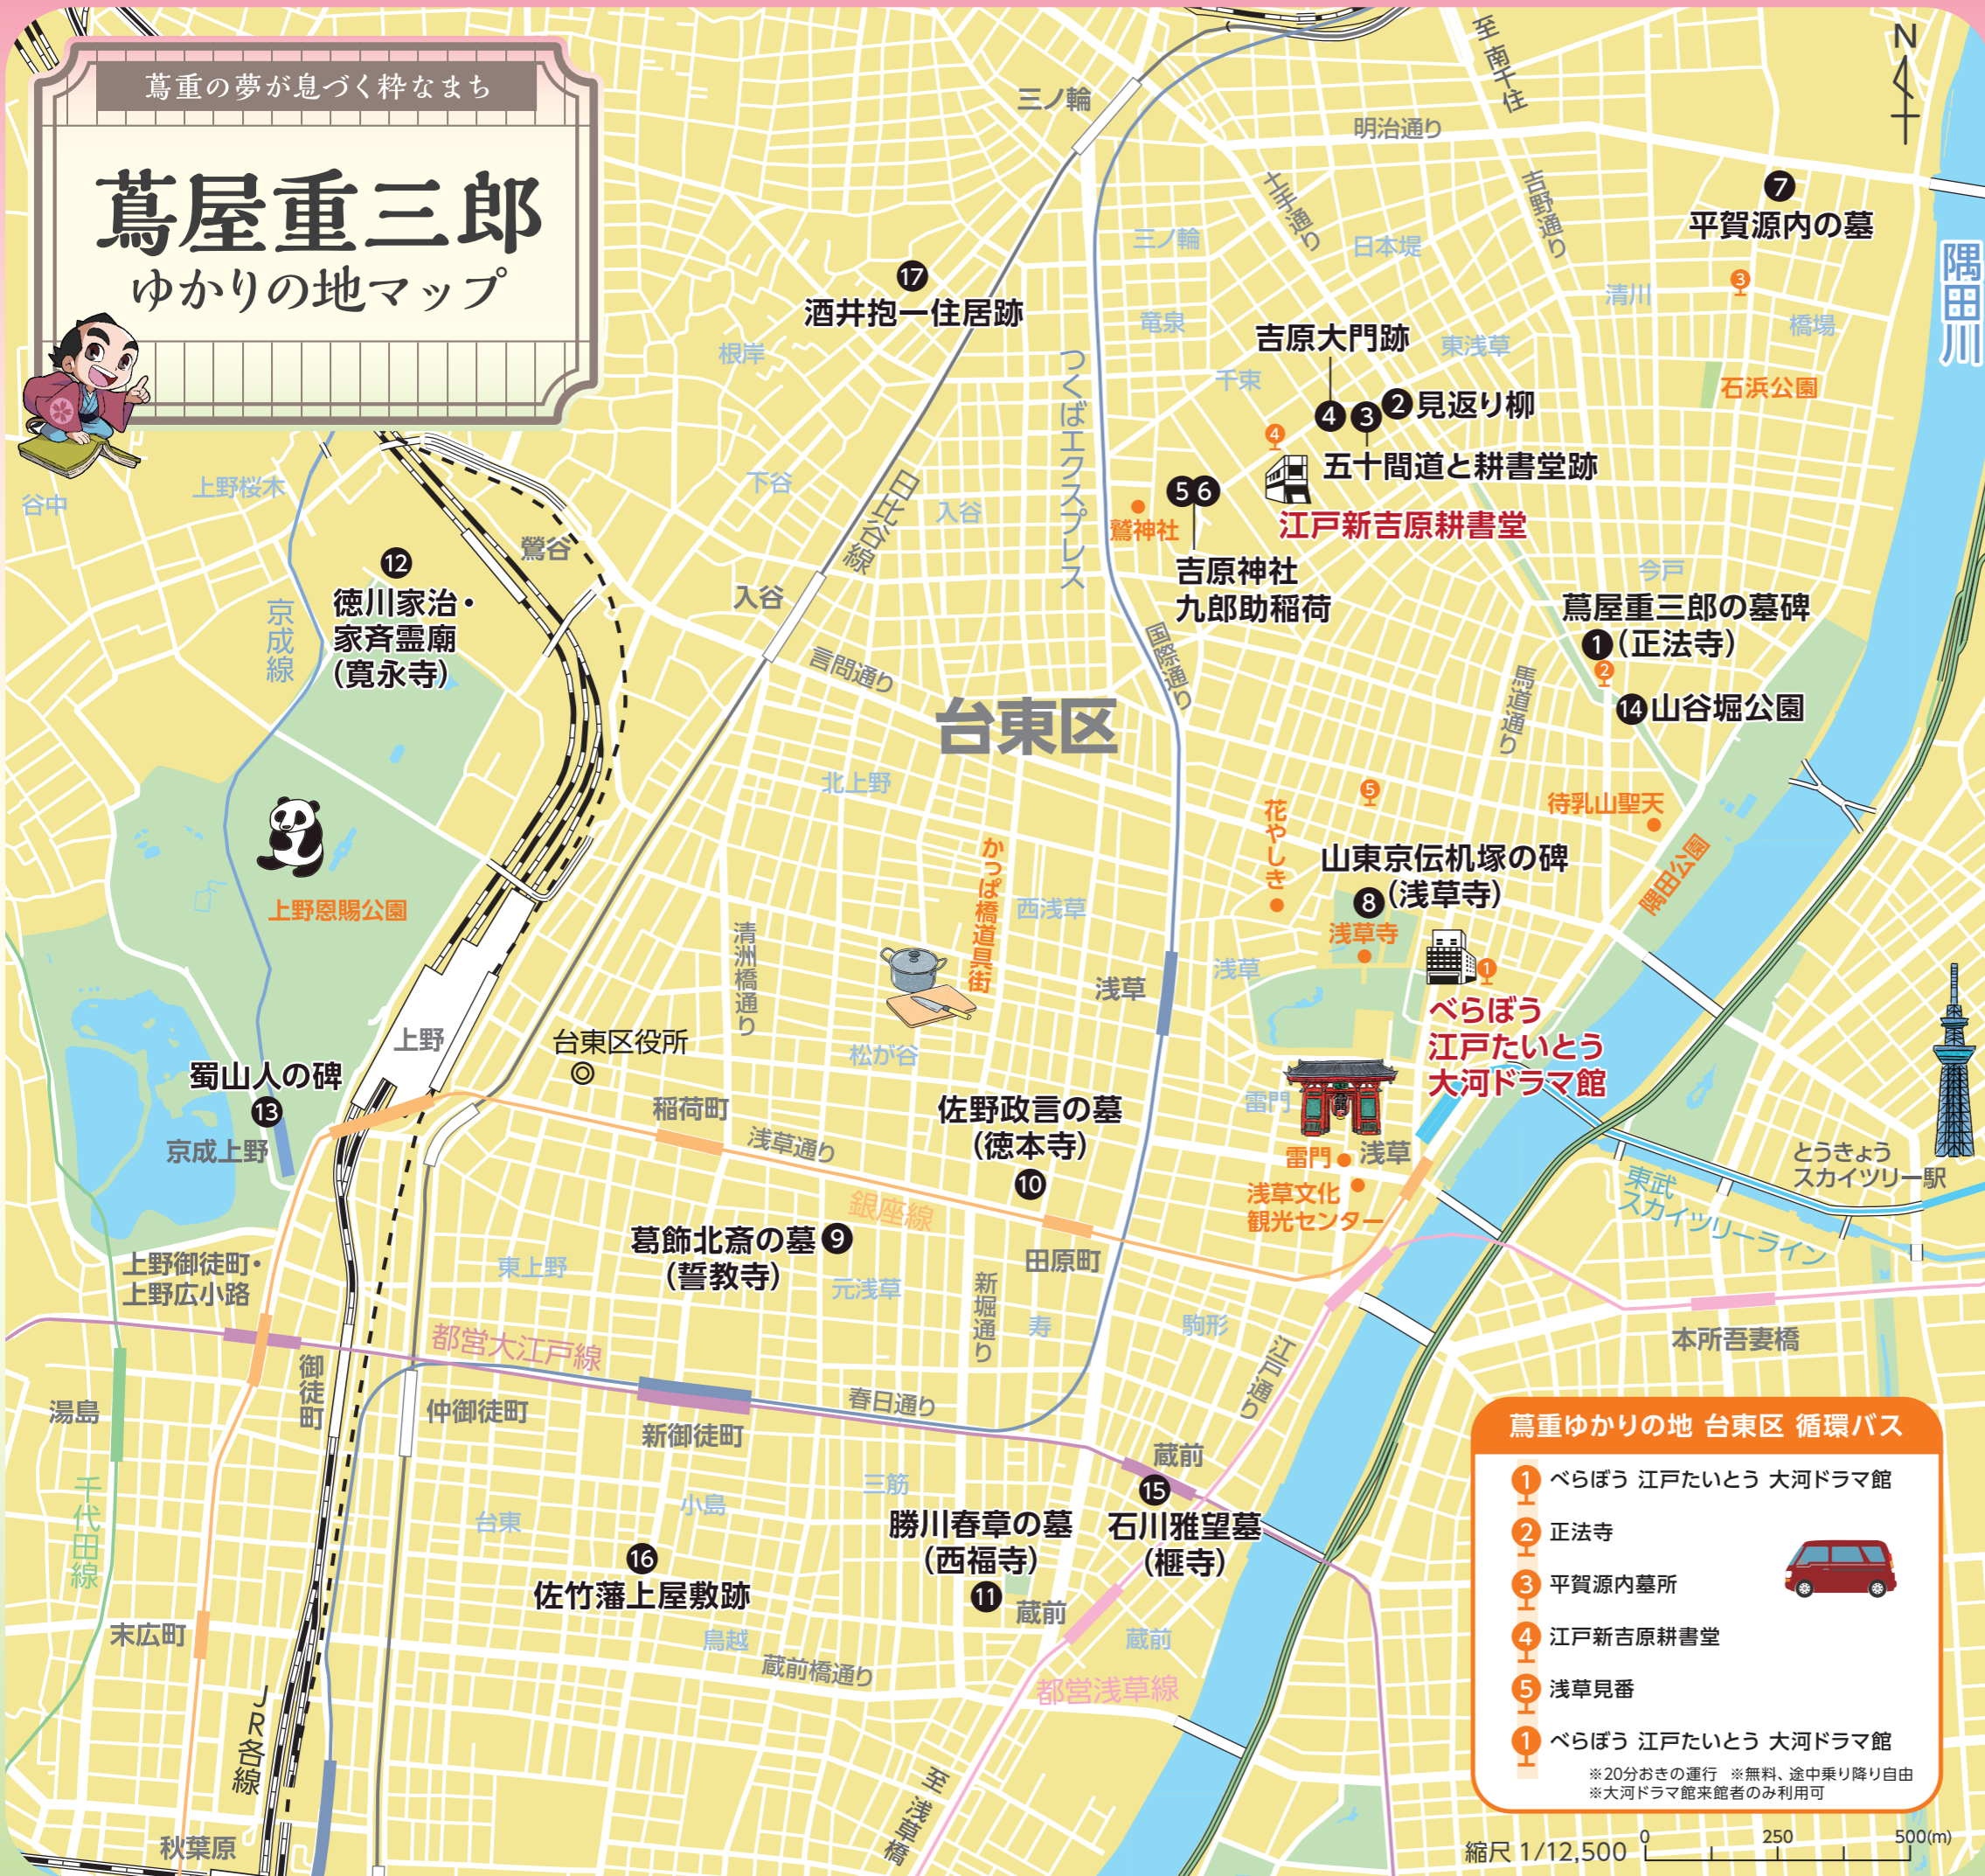 蔦重の夢が息づく粋なまち
蔦屋重三郎
ゆかりの地マップ
至南千住
N
三ノ輪
明治通り
土手通り
吉野通り
❼
平賀源内の墓
隅田川
三ノ輪
日本堤
3
清川
橋場
⓱
酒井抱一住居跡
竜泉
吉原大門跡
東浅草
根岸
千束
石浜公園
つくばエクスプレス
❹
❸
❷見返り柳
4
五十間道と耕書堂跡
谷中
上野桜木
下谷
日比谷線
入谷
❺❻
鷲神社
江戸新吉原耕書堂
鶯谷
⓬
徳川家治・
家斉霊廟
(寛永寺)
京成線
入谷
吉原神社
九郎助稲荷
今戸
蔦屋重三郎の墓碑
❶(正法寺)
2
言問通り
国際通り
馬道通り
⓮山谷堀公園
台東区
北上野
5
花やしき
待乳山聖天
隅田公園
かっぱ橋道具街
山東京伝机塚の碑
❽(浅草寺)
上野恩賜公園
西浅草
浅草寺
清洲橋通り
浅草
浅草
1
べらぼう
江戸たいとう
大河ドラマ館
上野
台東区役所
松が谷
蜀山人の碑
⓭
京成上野
稲荷町
浅草通り
佐野政言の墓
(徳本寺)
❿
雷門
雷門
浅草
浅草文化
観光センター
とうきょう
スカイツリー駅
東武
スカイツリーライン
銀座線
葛飾北斎の墓❾
(誓教寺)
田原町
上野御徒町・
上野広小路
東上野
元浅草
新堀通り
寿
駒形
江戸通り
本所吾妻橋
都営大江戸線
御徒町
湯島
仲御徒町
春日通り
新御徒町
蔵前
千代田線
三筋
小島
台東
⓯
石川雅望墓
(榧寺)
勝川春章の墓
(西福寺)
⓫
蔵前
⓰
佐竹藩上屋敷跡
末広町
鳥越
蔵前
蔵前橋通り
都営浅草線
JR各線
至浅草橋
秋葉原
蔦重ゆかりの地 台東区 循環バス
1 べらぼう 江戸たいとう 大河ドラマ館
2 正法寺
3 平賀源内墓所
4 江戸新吉原耕書堂
5 浅草見番
1 べらぼう 江戸たいとう 大河ドラマ館
※20分おきの運行 ※無料、途中乗り降り自由
※大河ドラマ館来館者のみ利用可
縮尺 1/12,500 0 250 500(m)